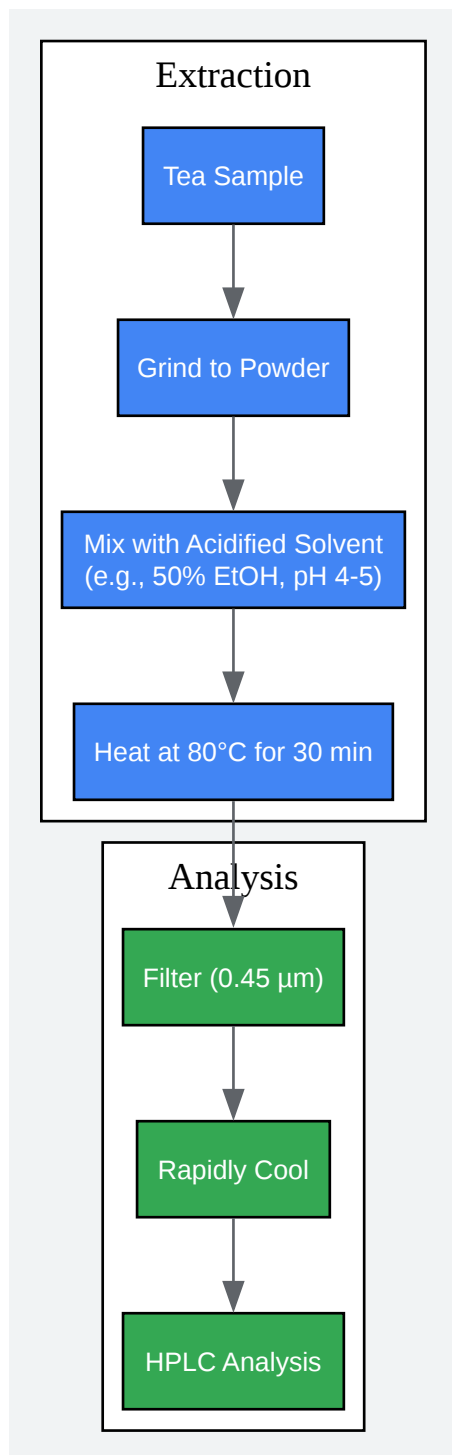 Extraction
Tea Sample
Grind to Powder
Mix with Acidified Solvent
(e.g., 50% EtOH, pH 4-5)
Heat at 80°C for 30 min
Analysis
Filter (0.45 µm)
Rapidly Cool
HPLC Analysis